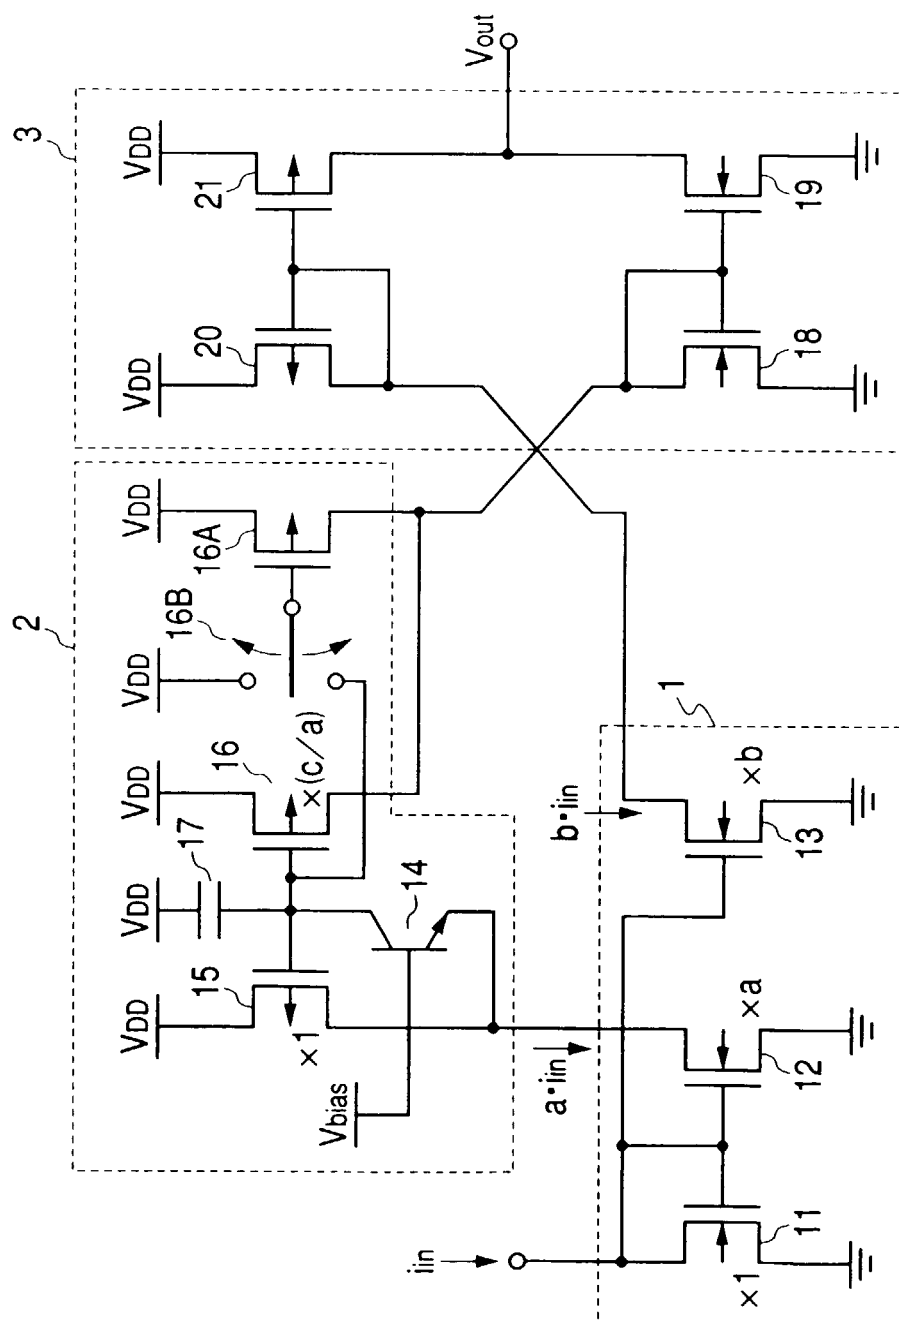 2
3
VDD
VDD
VDD
VDD
VDD
VDD
VDD
15
17
16
16B
16A
20
21
×1
×(c/a)
14
Vbias
Vout
iin
a·iin
b·iin
1
×1
×a
×b
11
12
13
18
19